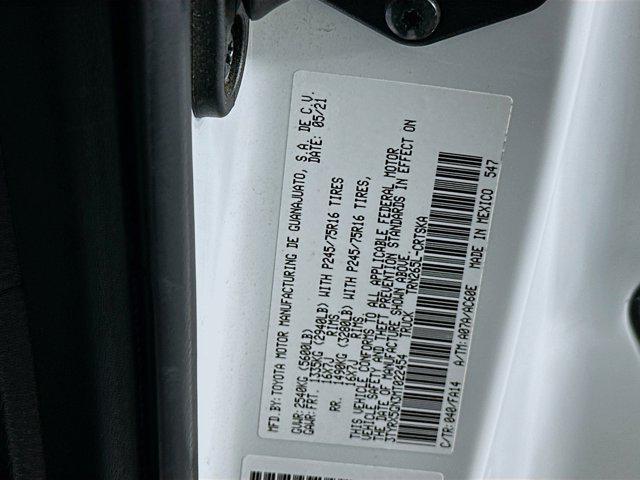 MFD.BY:TOYOTA MOTOR MANUFACTURING DE GUANAJUATO, S.A. DE C.V.
DATE: 05/21
GVWR: 2540KG (5600LB)
GAWR:FRT. 1335KG (2940LB) WITH P245/75R16 TIRES
16X7J RIMS
RR. 1490KG (3280LB) WITH P245/75R16 TIRES,
16X7J RIMS
THIS VEHICLE CONFORMS TO ALL APPLICABLE FEDERAL MOTOR
VEHICLE SAFETY AND THEFT PREVENTION STANDARDS IN EFFECT ON
THE DATE OF MANUFACTURE SHOWN ABOVE.
TRUCK TRN265L-CRTSKA
C/TR:040/FA14 A/TM:A07A/AC60E MADE IN MEXICO 547